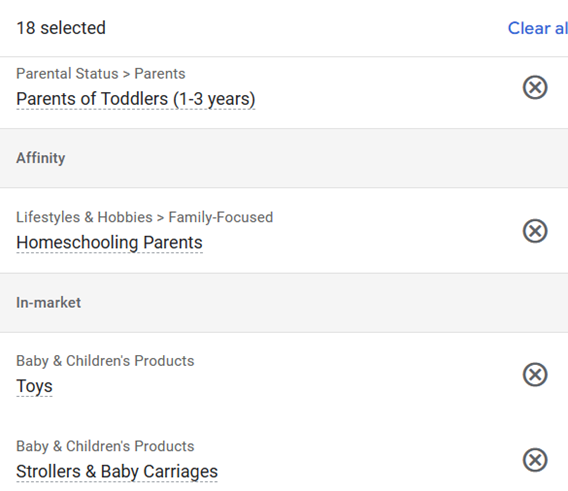 18 selected
Clear al
Parental Status > Parents
Parents of Toddlers (1-3 years)
Affinity
Lifestyles & Hobbies > Family-Focused
Homeschooling Parents
In-market
Baby & Children's Products
Toys
Baby & Children's Products
Strollers & Baby Carriages